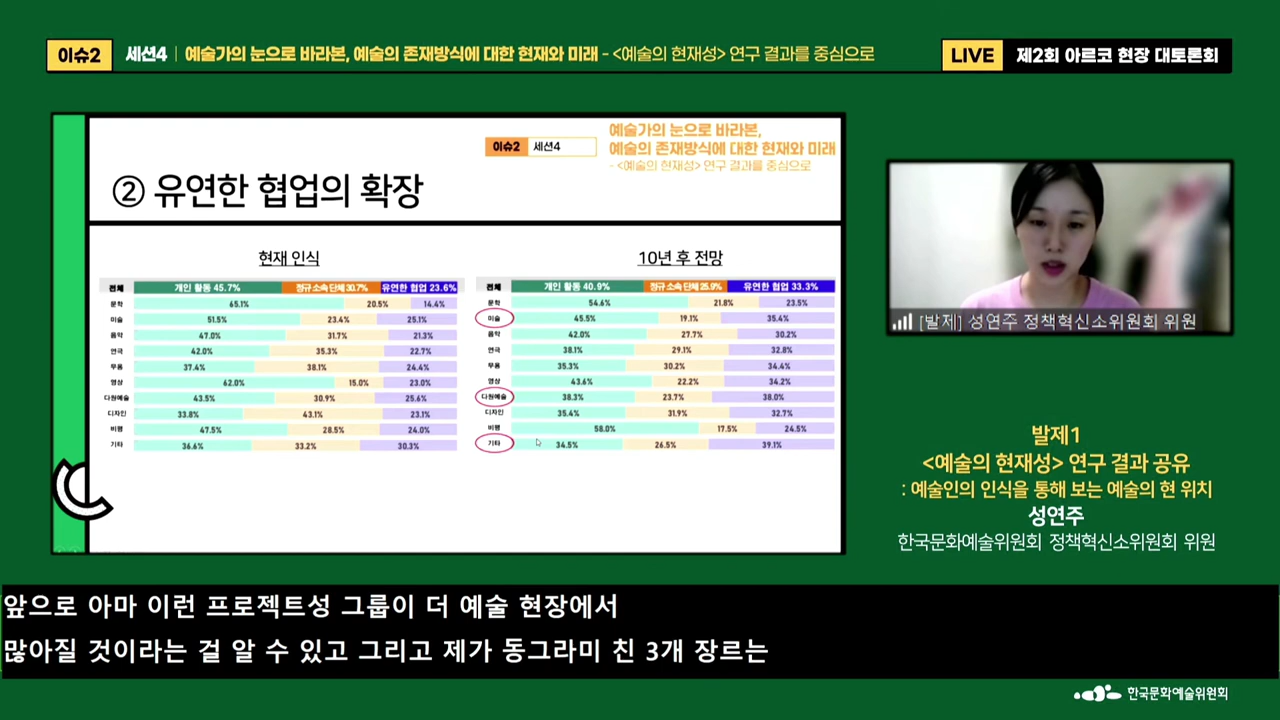 이슈2 세션4 | 예술가의 눈으로 바라본, 예술의 존재방식에 대한 현재와 미래 - <예술의 현재성> 연구 결과를 중심으로
LIVE 제2회 아르코 현장 대토론회
이슈2 세션4
예술가의 눈으로 바라본,
예술의 존재방식에 대한 현재와 미래
- <예술의 현재성> 연구 결과를 중심으로
② 유연한 협업의 확장
현재 인식
전체 개인 활동 45.7% 정규 소속 단체 30.7% 유연한 협업 23.6%
문학 65.1% 20.5% 14.4%
미술 51.5% 23.4% 25.1%
음악 47.0% 31.7% 21.3%
연극 42.0% 35.3% 22.7%
무용 37.4% 38.1% 24.4%
영상 62.0% 15.0% 23.0%
다원예술 43.5% 30.9% 25.6%
디자인 33.8% 43.1% 23.1%
비평 47.5% 28.5% 24.0%
기타 36.6% 33.2% 30.3%
10년 후 전망
전체 개인 활동 40.9% 정규 소속 단체 25.9% 유연한 협업 33.3%
문학 54.6% 21.8% 23.5%
미술 45.5% 19.1% 35.4%
음악 42.0% 27.7% 30.2%
연극 38.1% 29.1% 32.8%
무용 35.3% 30.2% 34.4%
영상 43.6% 22.2% 34.2%
다원예술 38.3% 23.7% 38.0%
디자인 35.4% 31.9% 32.7%
비평 58.0% 17.5% 24.5%
기타 34.5% 26.5% 39.1%
[발제] 성연주 정책혁신소위원회 위원
발제1
<예술의 현재성> 연구 결과 공유
: 예술인의 인식을 통해 보는 예술의 현 위치
성연주
한국문화예술위원회 정책혁신소위원회 위원
앞으로 아마 이런 프로젝트성 그룹이 더 예술 현장에서
많아질 것이라는 걸 알 수 있고 그리고 제가 동그라미 친 3개 장르는
한국문화예술위원회